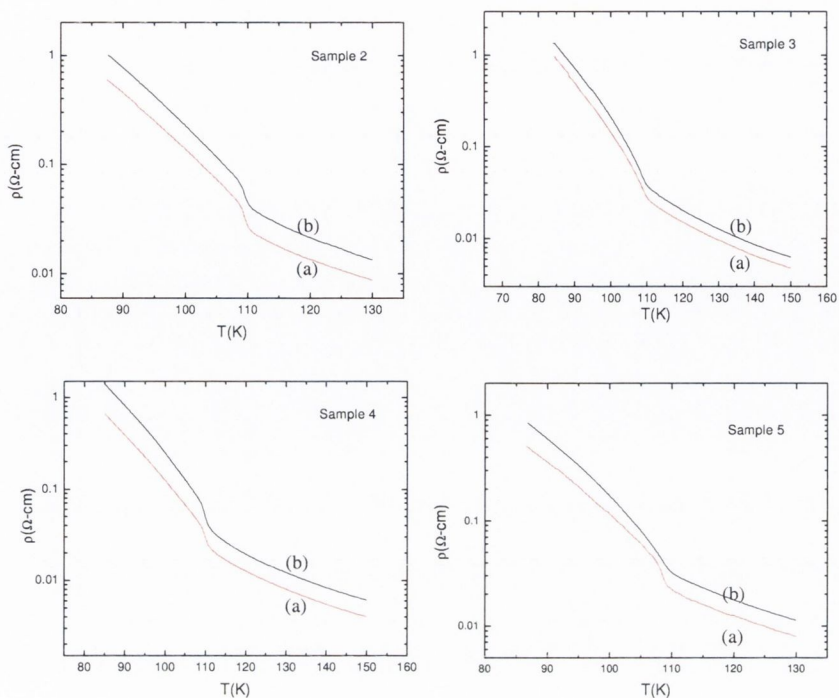 Sample 2
1
0.1
0.01
ρ(Ω-cm)
(b)
(a)
80 90 100 110 120 130
T(K)
Sample 3
1
0.1
0.01
ρ(Ω-cm)
(b)
(a)
70 80 90 100 110 120 130 140 150 160
T(K)
Sample 4
1
0.1
0.01
ρ(Ω-cm)
(b)
(a)
80 90 100 110 120 130 140 150 160
T(K)
Sample 5
1
0.1
0.01
ρ(Ω-cm)
(b)
(a)
80 90 100 110 120 130
T(K)